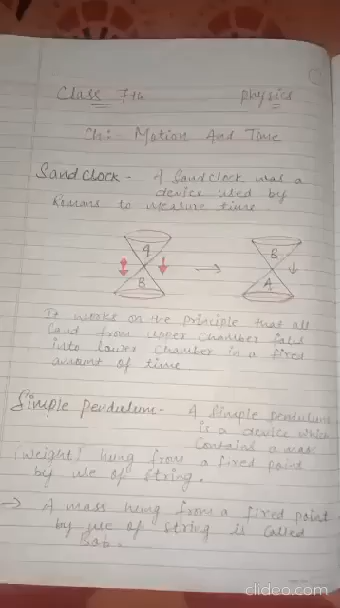 Class 7th Physics
Ch:- Motion And Time
Sand Clock - A Sandclock was a
device used by
Romans to measure time
A B
B A
It works on the principle that all
Sand from upper chamber falls
into lower chamber in a fixed
amount of time
Simple Pendulum - A Simple pendulum
is a device which
Contains a mass
(weight) hung from a fixed point
by use of string.
→ A mass hung from a fixed point
by use of string is called
Bob.
clideo.com